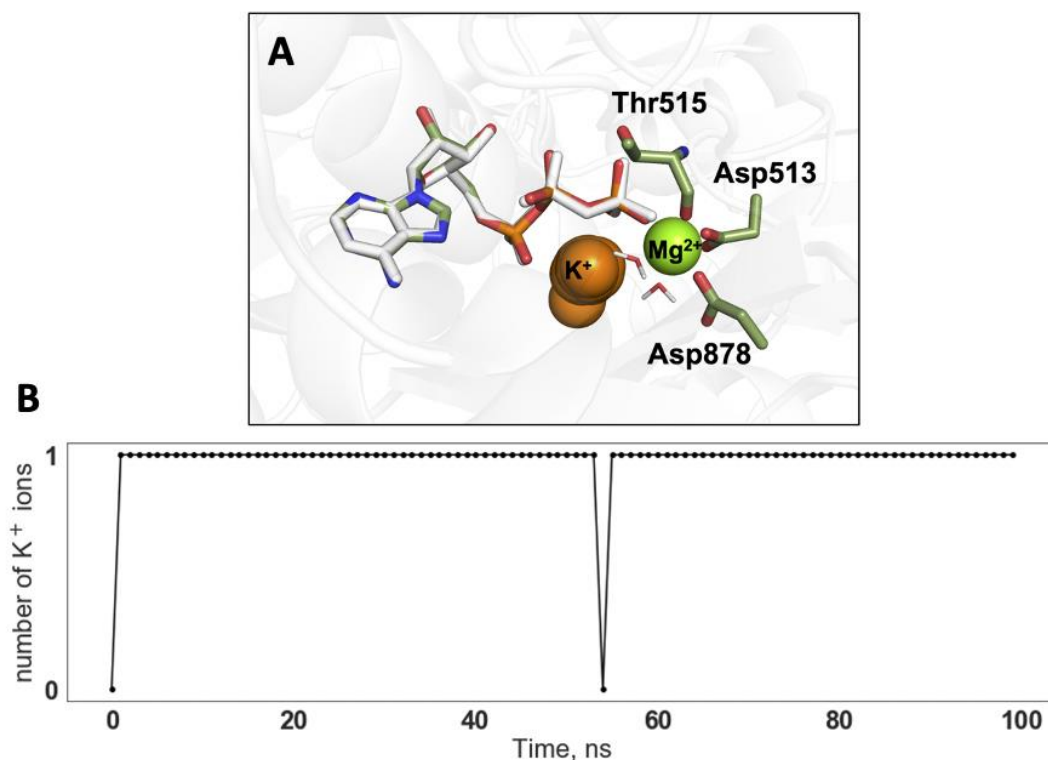 A
Thr515
Asp513
Mg²⁺
K⁺
Asp878
B
number of K⁺ ions
1
0
0 20 40 60 80 100
Time, ns